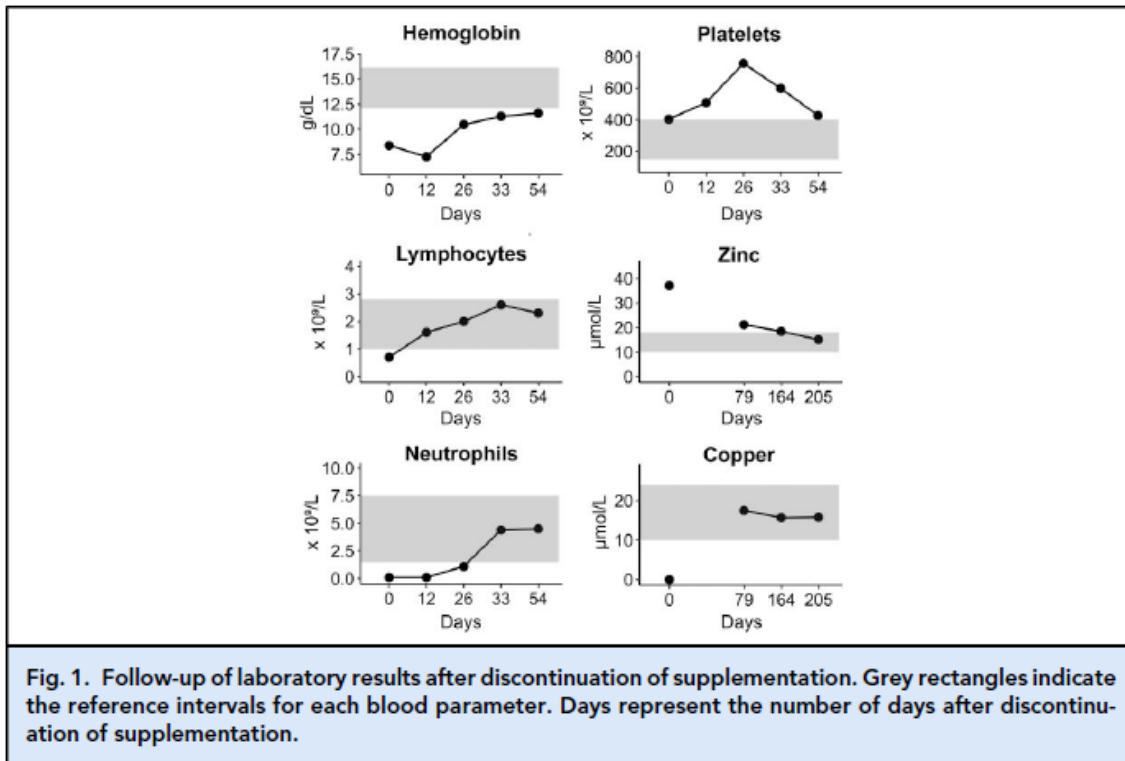 Hemoglobin
17.5
15.0
12.5
10.0
7.5
g/dL
0 12 26 33 54
Days
Platelets
800
600
400
200
x 10⁹/L
0 12 26 33 54
Days
Lymphocytes
4
3
2
1
0
x 10⁹/L
0 12 26 33 54
Days
Zinc
40
30
20
10
0
μmol/L
0 79 164 205
Days
Neutrophils
10.0
7.5
5.0
2.5
0.0
x 10⁹/L
0 12 26 33 54
Days
Copper
20
10
0
μmol/L
0 79 164 205
Days
Fig. 1. Follow-up of laboratory results after discontinuation of supplementation. Grey rectangles indicate
the reference intervals for each blood parameter. Days represent the number of days after discontinu-
ation of supplementation.